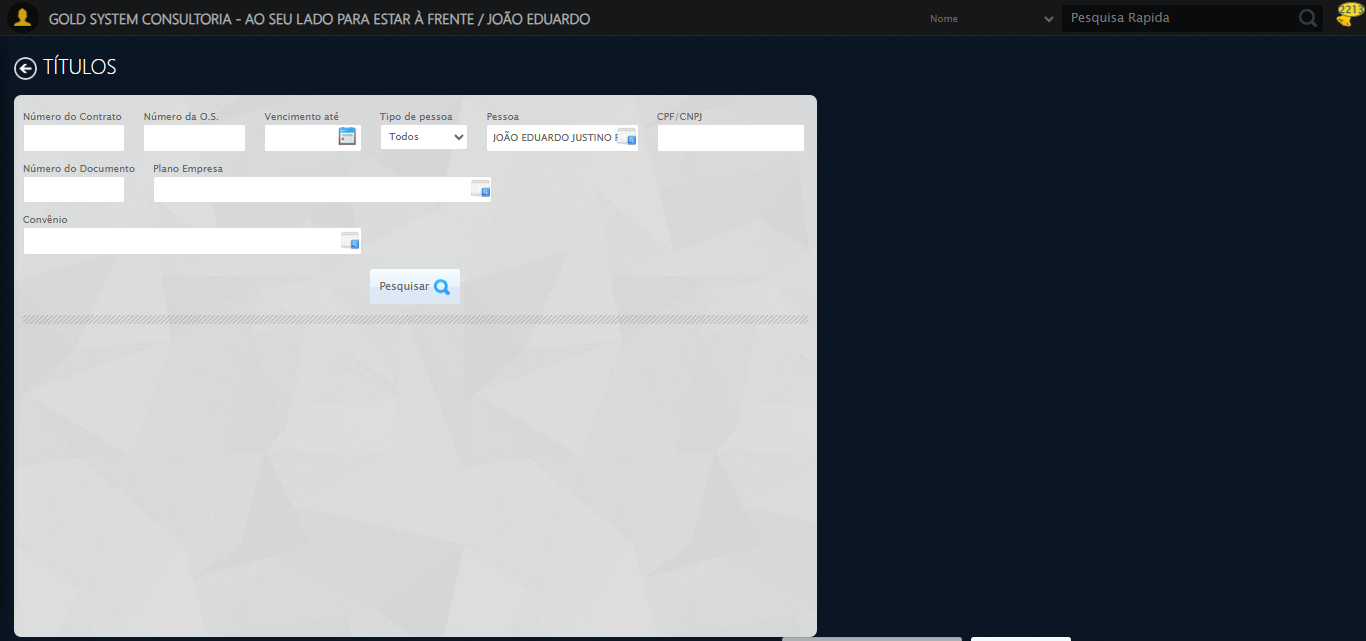 GOLD SYSTEM CONSULTORIA - AO SEU LADO PARA ESTAR À FRENTE / JOÃO EDUARDO
Nome
Pesquisa Rapida
2213
TÍTULOS
Número do Contrato
Número da O.S.
Vencimento até
Tipo de pessoa
Pessoa
CPF/CNPJ
Todos
JOÃO EDUARDO JUSTINO
Número do Documento
Plano Empresa
Convênio
Pesquisar